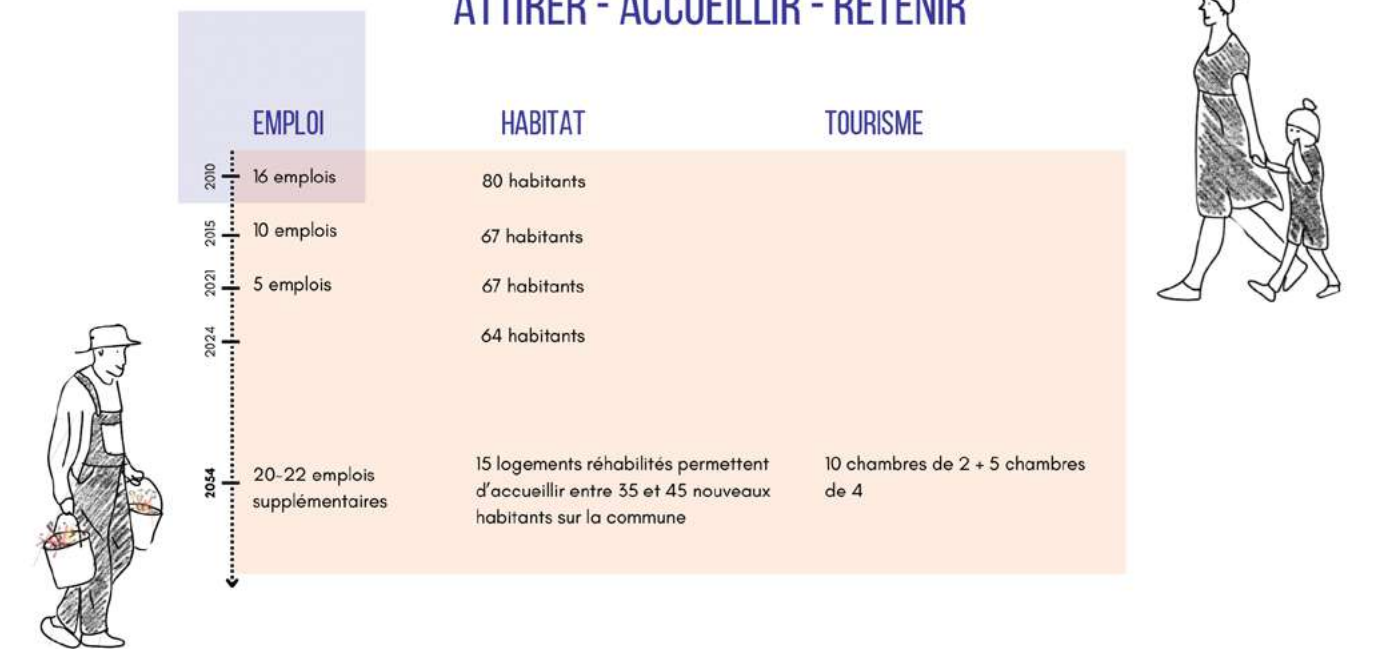 ATTIRER - ACCUEILLIR - RETENIR
EMPLOI
HABITAT
TOURISME
2010
16 emplois
80 habitants
2015
10 emplois
67 habitants
2021
5 emplois
67 habitants
2024
64 habitants
2034
20-22 emplois
supplémentaires
15 logements réhabilités permettent
d'accueillir entre 35 et 45 nouveaux
habitants sur la commune
10 chambres de 2 + 5 chambres
de 4